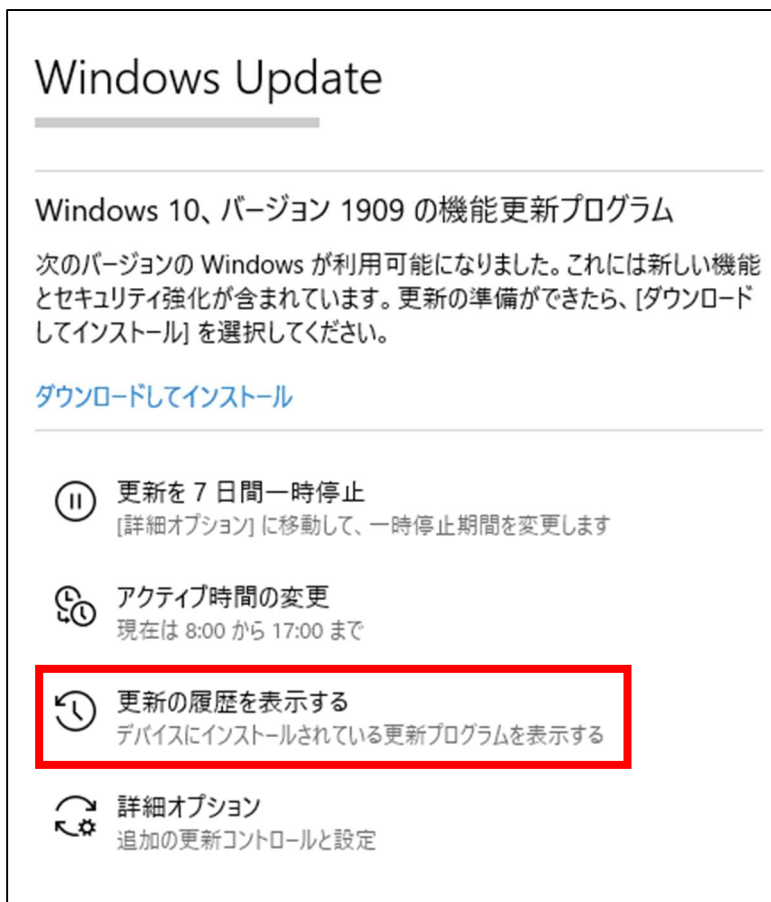 Windows Update
Windows 10、バージョン 1909 の機能更新プログラム
次のバージョンの Windows が利用可能になりました。これには新しい機能
とセキュリティ強化が含まれています。更新の準備ができたら、[ダウンロード
してインストール] を選択してください。
ダウンロードしてインストール
更新を 7 日間一時停止
[詳細オプション] に移動して、一時停止期間を変更します
アクティブ時間の変更
現在は 8:00 から 17:00 まで
更新の履歴を表示する
デバイスにインストールされている更新プログラムを表示する
詳細オプション
追加の更新コントロールと設定